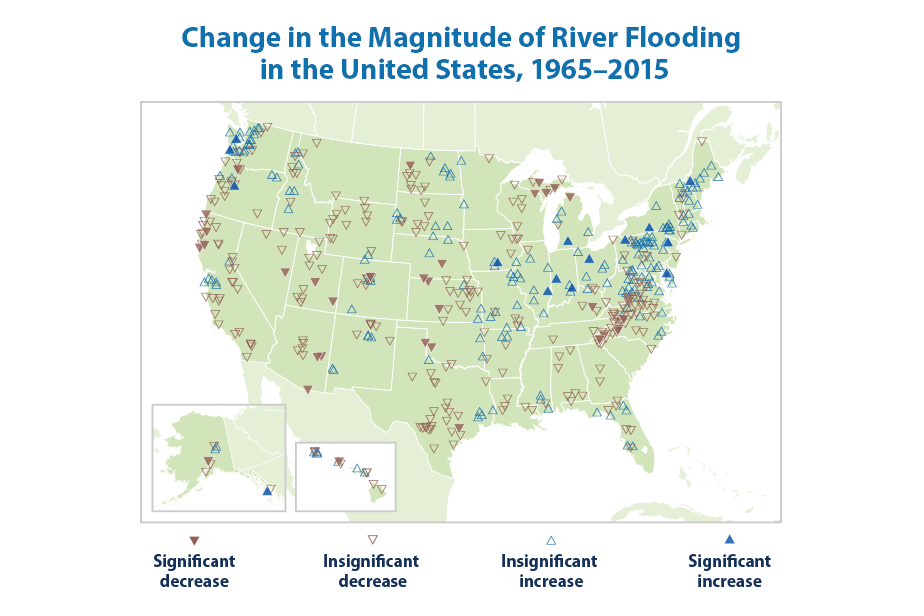 Change in the Magnitude of River Flooding
in the United States, 1965–2015
Significant
decrease
Insignificant
decrease
Insignificant
increase
Significant
increase